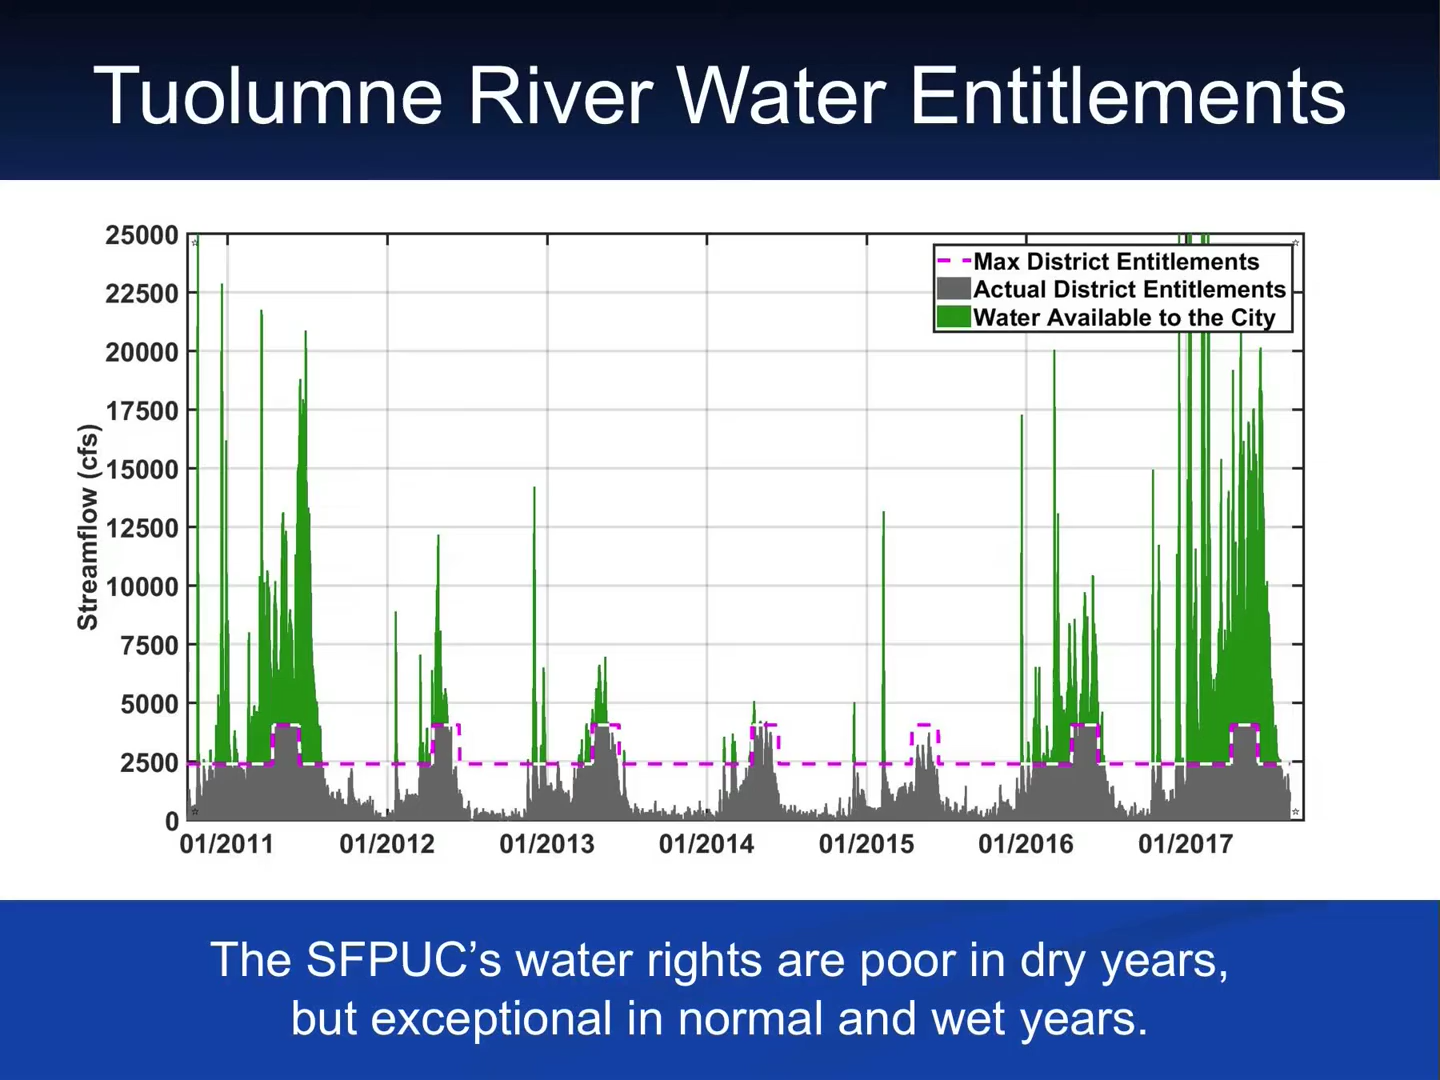 Tuolumne River Water Entitlements
25000
22500
20000
17500
15000
12500
10000
7500
5000
2500
0
Streamflow (cfs)
Max District Entitlements
Actual District Entitlements
Water Available to the City
01/2011 01/2012 01/2013 01/2014 01/2015 01/2016 01/2017
The SFPUC’s water rights are poor in dry years,
but exceptional in normal and wet years.